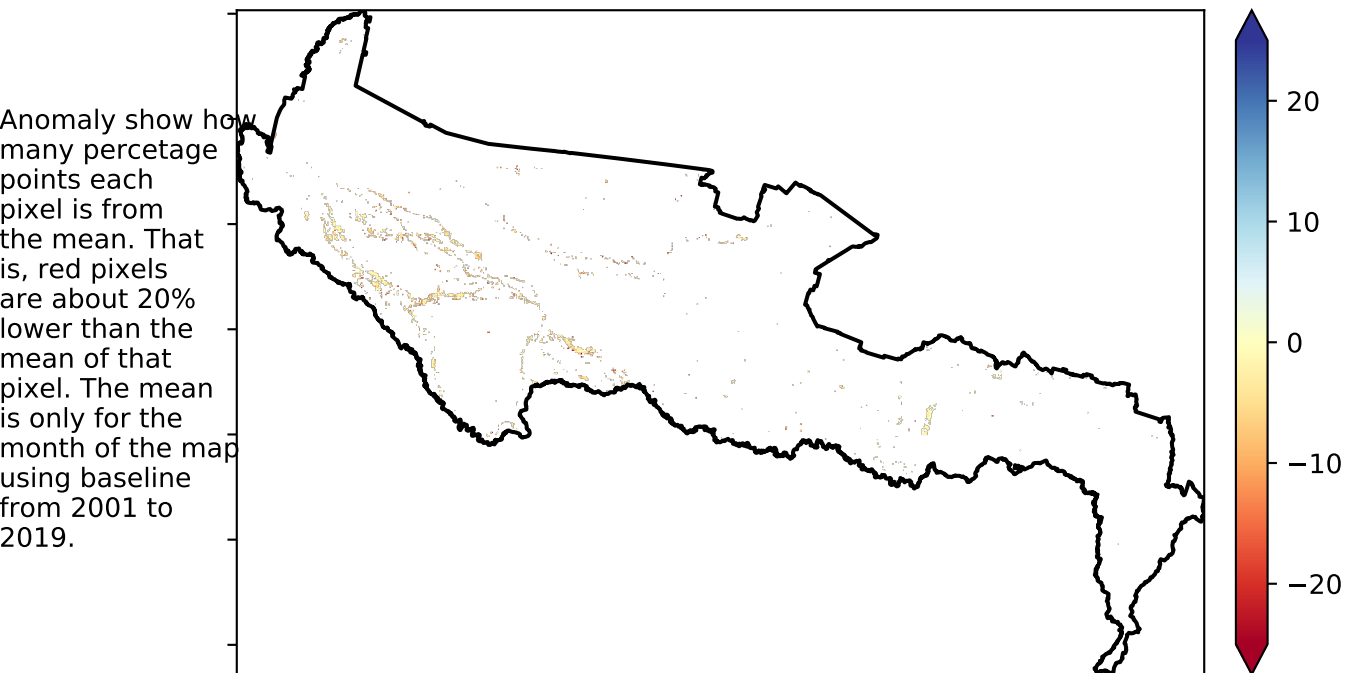 Anomaly show how
many percetage
points each
pixel is from
the mean. That
is, red pixels
are about 20%
lower than the
mean of that
pixel. The mean
is only for the
month of the map
using baseline
from 2001 to
2019.
20
10
0
−10
−20